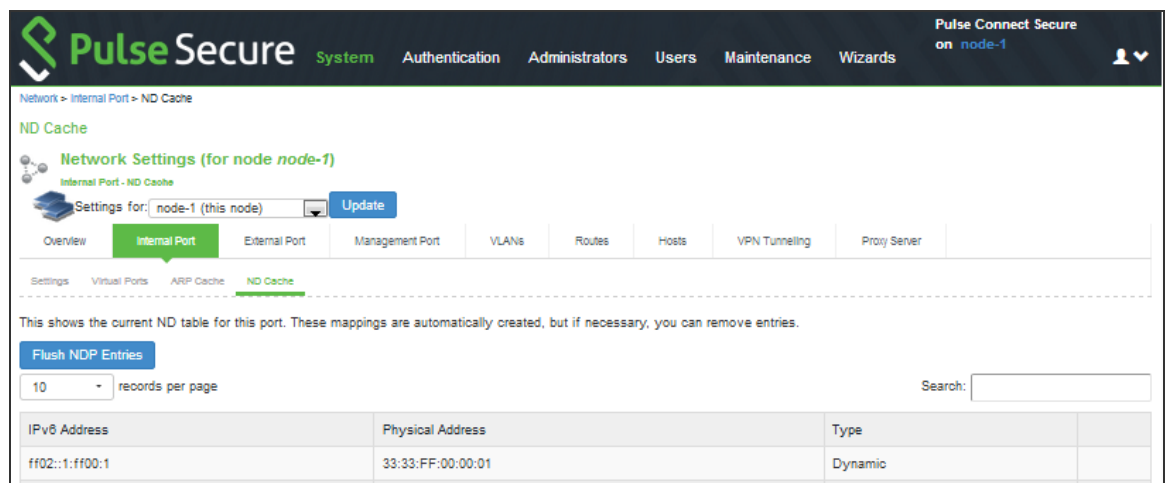 Pulse Secure
System Authentication Administrators Users Maintenance Wizards
Pulse Connect Secure
on node-1
Network > Internal Port > ND Cache
ND Cache
Network Settings (for node node-1)
Internal Port - ND Cache
Settings for: node-1 (this node) Update
Overview Internal Port External Port Management Port VLANs Routes Hosts VPN Tunneling Proxy Server
Settings Virtual Ports ARP Cache ND Cache
This shows the current ND table for this port. These mappings are automatically created, but if necessary, you can remove entries.
Flush NDP Entries
10 records per page Search:
IPv6 Address Physical Address Type
ff02::1:ff00:1 33:33:FF:00:00:01 Dynamic